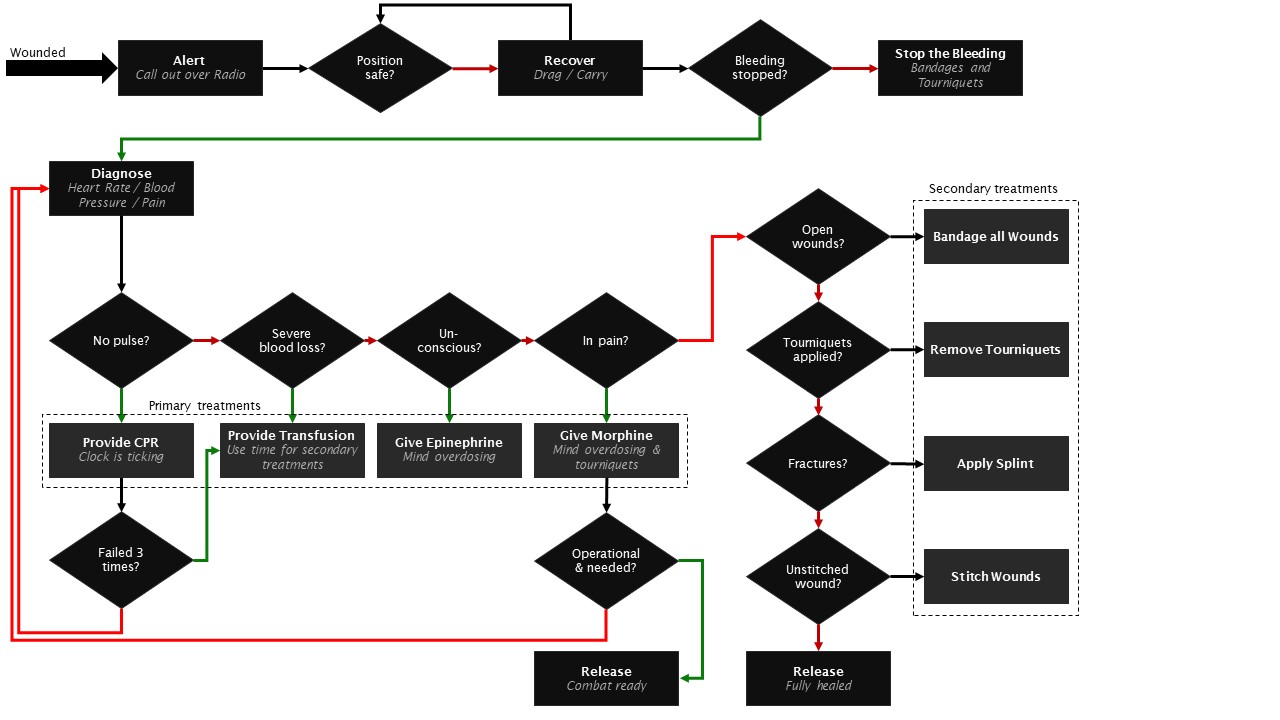 Wounded
Alert
Call out over Radio
Position
safe?
Recover
Drag / Carry
Bleeding
stopped?
Stop the Bleeding
Bandages and
Tourniquets
Diagnose
Heart Rate / Blood
Pressure / Pain
No pulse?
Severe
blood loss?
Un-
conscious?
In pain?
Primary treatments
Provide CPR
Clock is ticking
Provide Transfusion
Use time for secondary
treatments
Give Epinephrine
Mind overdosing
Give Morphine
Mind overdosing &
tourniquets
Failed 3
times?
Operational
& needed?
Release
Combat ready
Secondary treatments
Open
wounds?
Bandage all Wounds
Tourniquets
applied?
Remove Tourniquets
Fractures?
Apply Splint
Unstitched
wound?
Stitch Wounds
Release
Fully healed